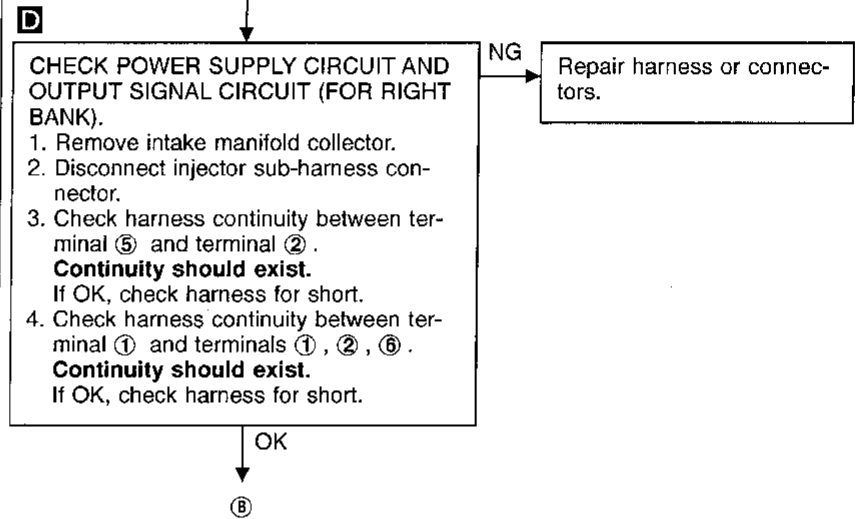 D
CHECK POWER SUPPLY CIRCUIT AND
OUTPUT SIGNAL CIRCUIT (FOR RIGHT
BANK).
1. Remove intake manifold collector.
2. Disconnect injector sub-harness con-
nector.
3. Check harness continuity between ter-
minal ⑤ and terminal ②.
Continuity should exist.
If OK, check harness for short.
4. Check harness continuity between ter-
minal ① and terminals ①, ②, ⑥.
Continuity should exist.
If OK, check harness for short.
NG
Repair harness or connec-
tors.
OK
Ⓑ